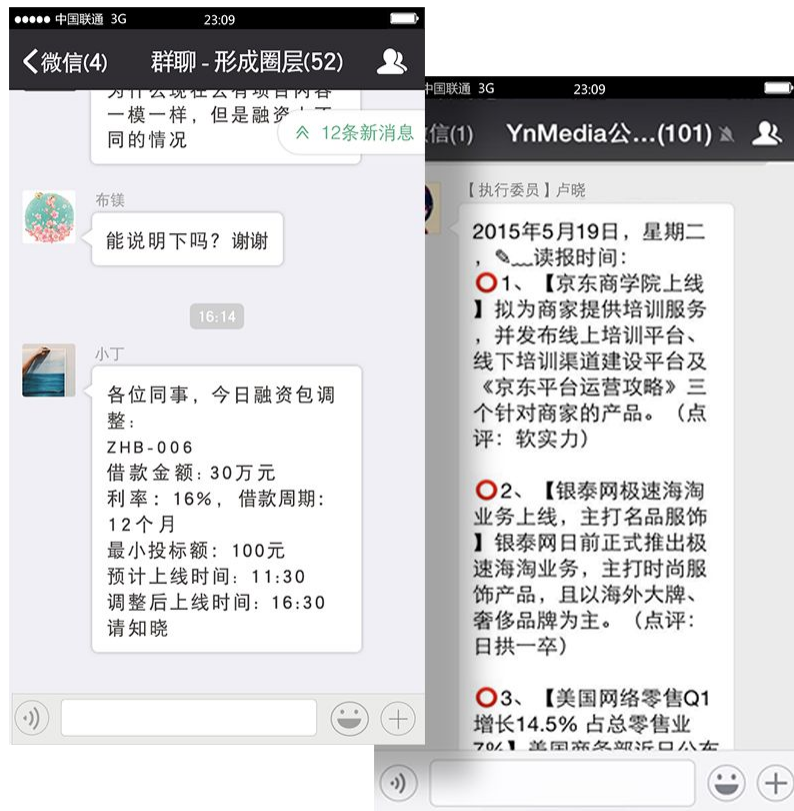 中国联通 3G
23:09
微信(4)
群聊 - 形成圈层(52)
为什么现在会有项目内容
一模一样，但是融资
同的情况
12条新消息
布镁
能说明下吗？谢谢
16:14
小丁
各位同事，今日融资包调
整：
ZHB-006
借款金额：30万元
利率：16%，借款周期：
12个月
最小投标额：100元
预计上线时间：11:30
调整后上线时间：16:30
请知晓
中国联通 3G
23:09
信(1)
YnMedia公...(101)
【执行委员】卢晓
2015年5月19日，星期二
，✎﹏读报时间：
⭕1、【京东商学院上线
】拟为商家提供培训服务
，并发布线上培训平台、
线下培训渠道建设平台及
《京东平台运营攻略》三
个针对商家的产品。（点
评：软实力）
⭕2、【银泰网极速海淘
业务上线，主打名品服饰
】银泰网日前正式推出极
速海淘业务，主打时尚服
饰产品，且以海外大牌、
奢侈品牌为主。（点评：
日拱一卒）
⭕3、【美国网络零售Q1
增长14.5% 占总零售业
7%】美国商务部近日公布